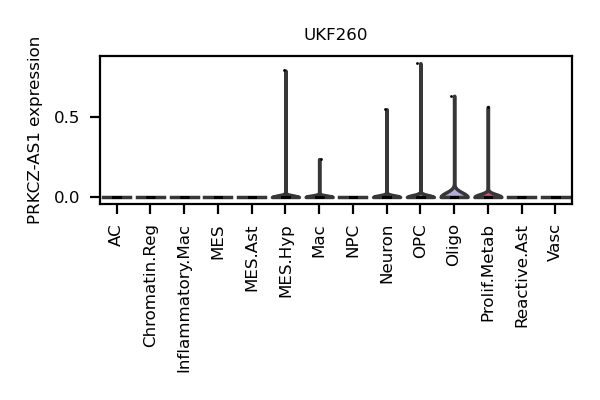 UKF260
PRKCZ-AS1 expression
0.5
0.0
AC
Chromatin.Reg
Inflammatory.Mac
MES
MES.Ast
MES.Hyp
Mac
NPC
Neuron
OPC
Oligo
Prolif.Metab
Reactive.Ast
Vasc